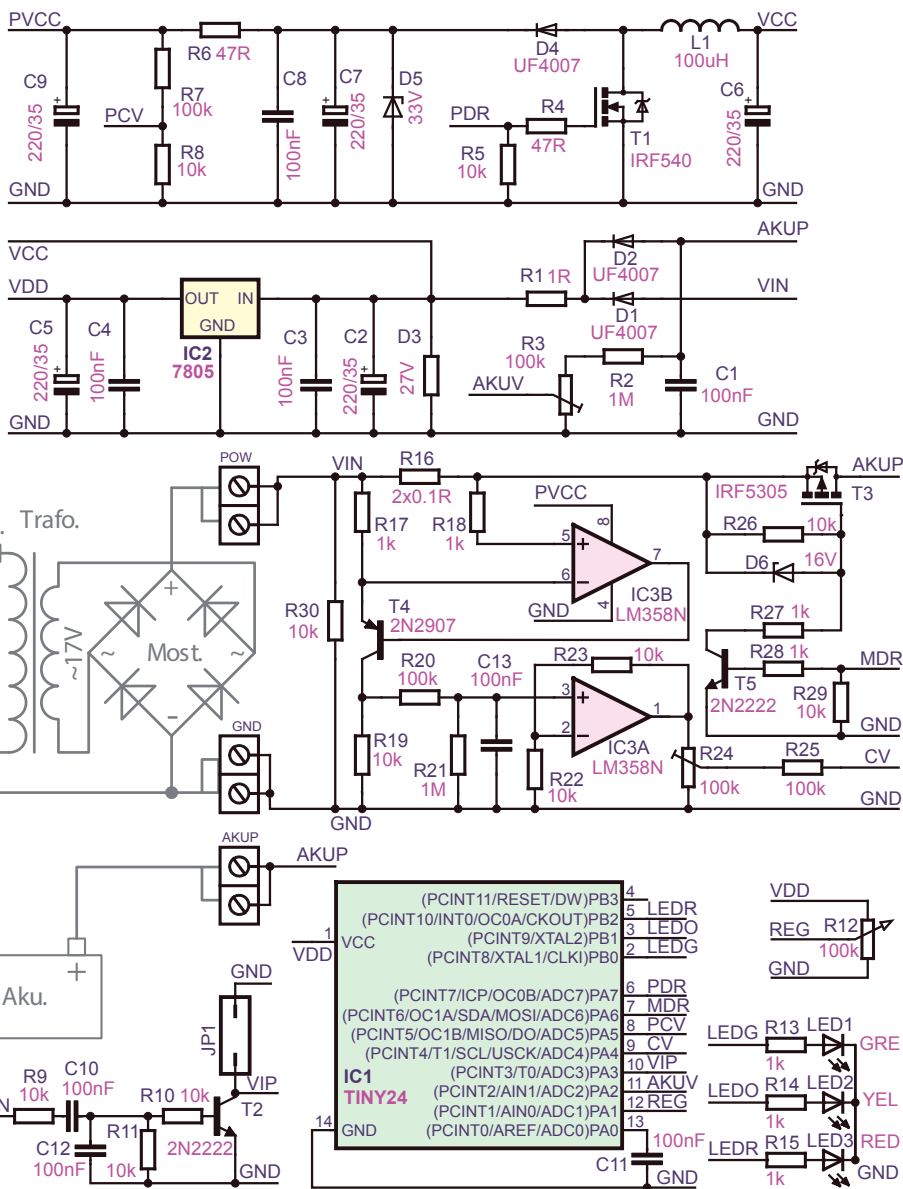 PVCC
VCC
R6 47R
D4
UF4007
L1
100uH
C9
220/35
+
R7
100k
PCV
R8
10k
C8
100nF
C7
220/35
+
D5
33V
PDR
R4
47R
R5
10k
T1
IRF540
C6
220/35
+
GND
GND
VCC
AKUP
VDD
OUT IN
GND
IC2
7805
R1 1R
D2
UF4007
VIN
D1
UF4007
C5
220/35
+
C4
100nF
C3
100nF
C2
220/35
+
D3
27V
R3
100k
AKUV
R2
1M
C1
100nF
GND
GND
POW
VIN
R16
2x0.1R
PVCC
IRF5305
T3
AKUP
Trafo.
R17
1k
R18
1k
8
5
+
7
6
−
4
IC3B
LM358N
GND
R26
10k
D6
16V
~17V
+
~
Most.
~
-
R30
10k
T4
2N2907
R27 1k
R28 1k
MDR
T5
2N2222
R29
10k
GND
R20
100k
C13
100nF
R23
10k
3
+
1
2
−
IC3A
LM358N
GND
R19
10k
R21
1M
R22
10k
R24
100k
R25
100k
CV
GND
GND
AKUP
AKUP
+
Aku.
1
VCC
VDD
(PCINT11/RESET/DW)PB3 4
(PCINT10/INT0/OC0A/CKOUT)PB2 5 LEDR
(PCINT9/XTAL2)PB1 3 LEDO
(PCINT8/XTAL1/CLKI)PB0 2 LEDG
(PCINT7/ICP/OC0B/ADC7)PA7 6 PDR
(PCINT6/OC1A/SDA/MOSI/ADC6)PA6 7 MDR
(PCINT5/OC1B/MISO/DO/ADC5)PA5 8 PCV
(PCINT4/T1/SCL/USCK/ADC4)PA4 9 CV
(PCINT3/T0/ADC3)PA3 10 VIP
(PCINT2/AIN1/ADC2)PA2 11 AKUV
(PCINT1/AIN0/ADC1)PA1 12 REG
(PCINT0/AREF/ADC0)PA0 13
IC1
TINY24
14
GND
C11
100nF
GND
VDD
REG
R12
100k
GND
GND
JP1
VIP
N
R9
10k
C10
100nF
R10 10k
T2
2N2222
C12
100nF
R11
10k
GND
LEDG R13 LED1
1k
GRE
LEDO R14 LED2
1k
YEL
LEDR R15 LED3
1k
RED
GND